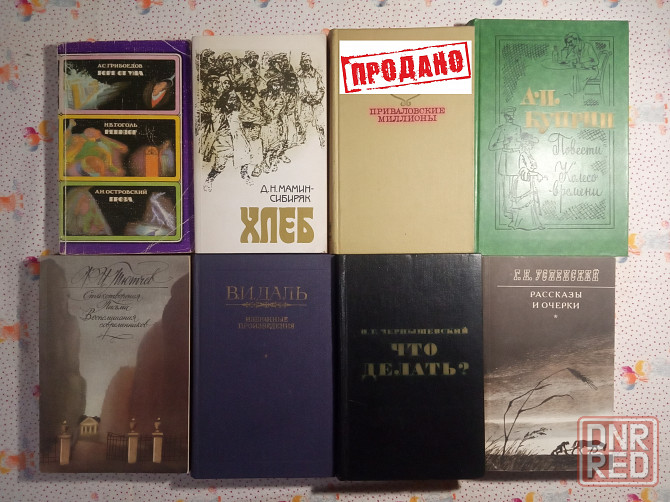 А.С. ГРИБОЕДОВ
ГОРЕ ОТ УМА
Н.В. ГОГОЛЬ
РЕВИЗОР
А.Н. ОСТРОВСКИЙ
ГРОЗА
Д.Н. МАМИН-
СИБИРЯК
ХЛЕБ
ПРОДАНО
ПРИВАЛОВСКИЕ
МИЛЛИОНЫ
А.И.
КУПРИН
Повести
Колесо
времени
Ф.И. Тютчев
Стихотворения
Письма
Воспоминания
современников
В.И. ДАЛЬ
ИЗБРАННЫЕ
ПРОИЗВЕДЕНИЯ
Н.Г. ЧЕРНЫШЕВСКИЙ
ЧТО
ДЕЛАТЬ?
Г.И. УСПЕНСКИЙ
РАССКАЗЫ
И ОЧЕРКИ
DNR
RED